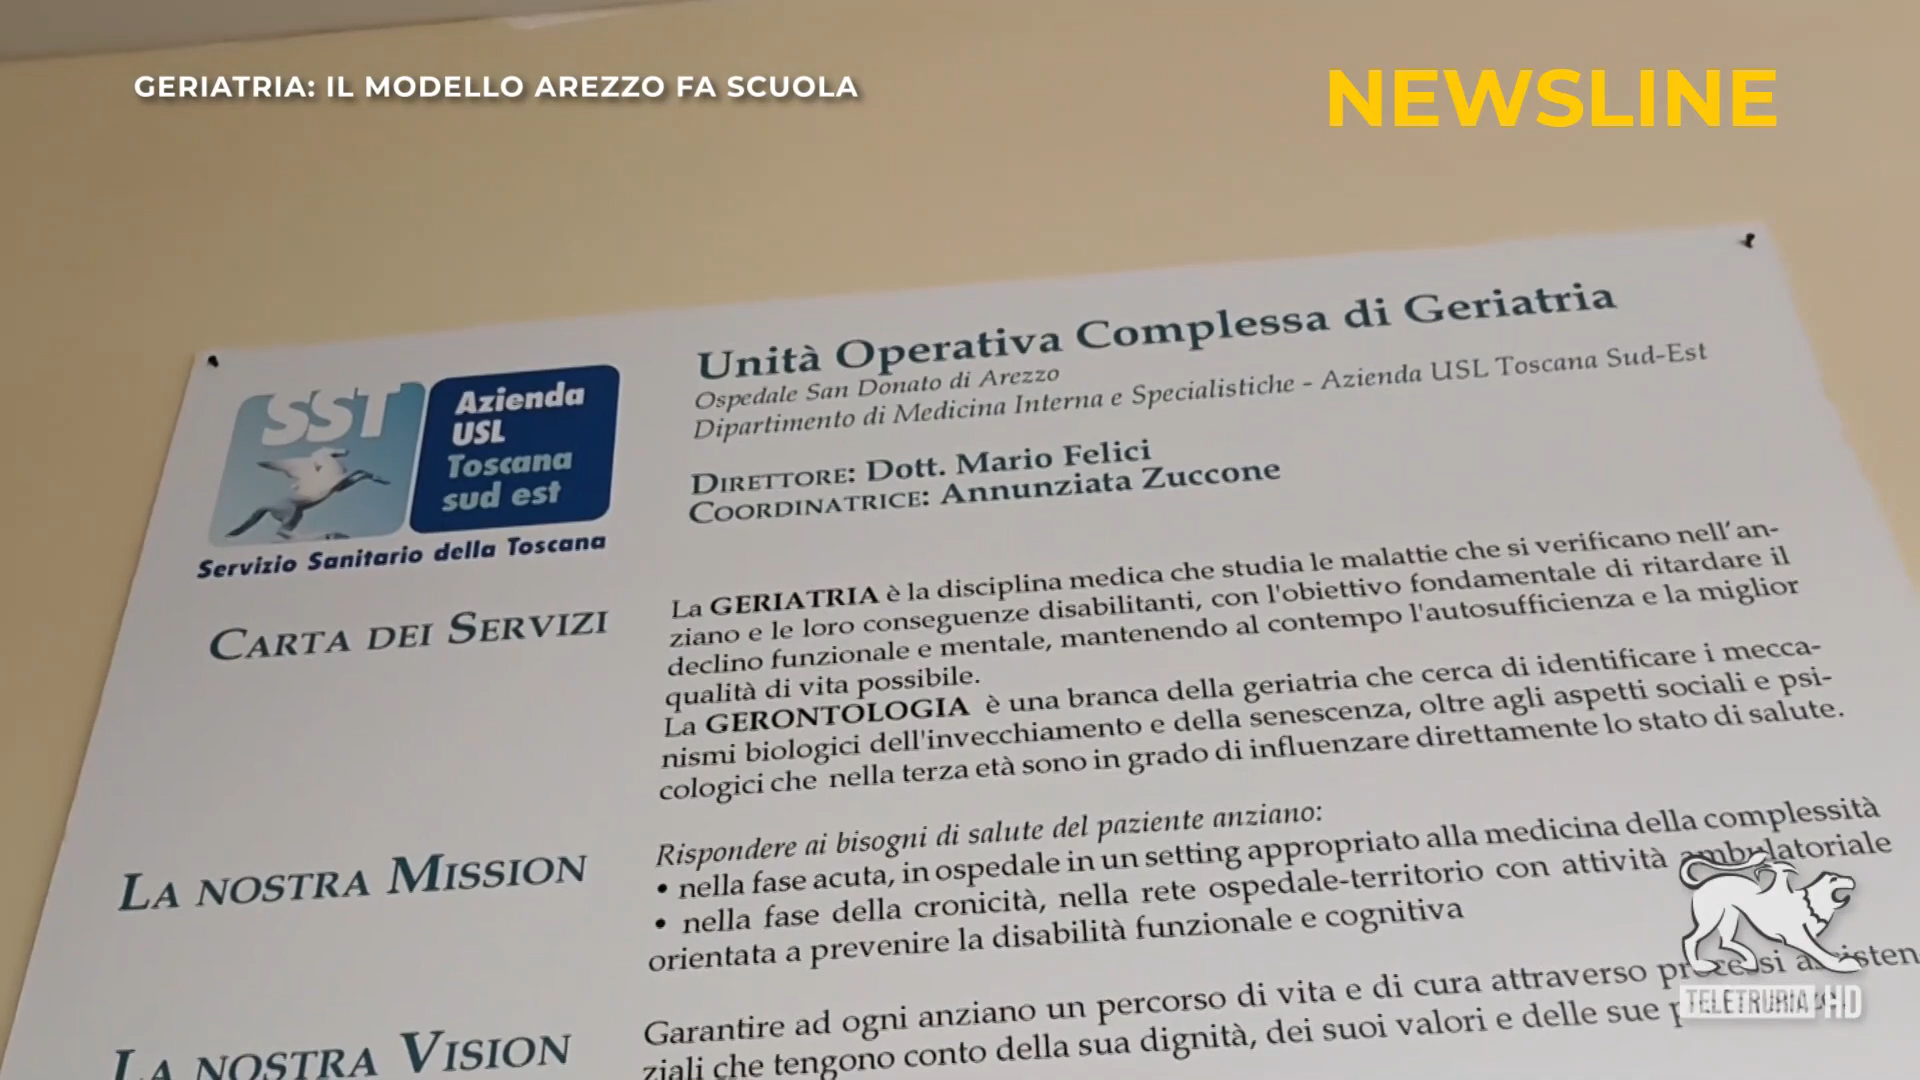 GERIATRIA: IL MODELLO AREZZO FA SCUOLA
NEWSLINE
Unità Operativa Complessa di Geriatria
Ospedale San Donato di Arezzo
Dipartimento di Medicina Interna e Specialistiche - Azienda USL Toscana Sud-Est
DIRETTORE: Dott. Mario Felici
COORDINATRICE: Annunziata Zuccone
SST
Azienda
USL
Toscana
sud est
Servizio Sanitario della Toscana
CARTA DEI SERVIZI
La GERIATRIA è la disciplina medica che studia le malattie che si verificano nell'an-
ziano e le loro conseguenze disabilitanti, con l'obiettivo fondamentale di ritardare il
declino funzionale e mentale, mantenendo al contempo l'autosufficienza e la miglior
qualità di vita possibile.
La GERONTOLOGIA è una branca della geriatria che cerca di identificare i mecca-
nismi biologici dell'invecchiamento e della senescenza, oltre agli aspetti sociali e psi-
cologici che nella terza età sono in grado di influenzare direttamente lo stato di salute.
LA NOSTRA MISSION
Rispondere ai bisogni di salute del paziente anziano:
• nella fase acuta, in ospedale in un setting appropriato alla medicina della complessità
• nella fase della cronicità, nella rete ospedale-territorio con attività ambulatoriale
orientata a prevenire la disabilità funzionale e cognitiva
LA NOSTRA VISION
Garantire ad ogni anziano un percorso di vita e di cura attraverso processi assisten
ziali che tengono conto della sua dignità, dei suoi valori e delle sue
TELETRURIA HD